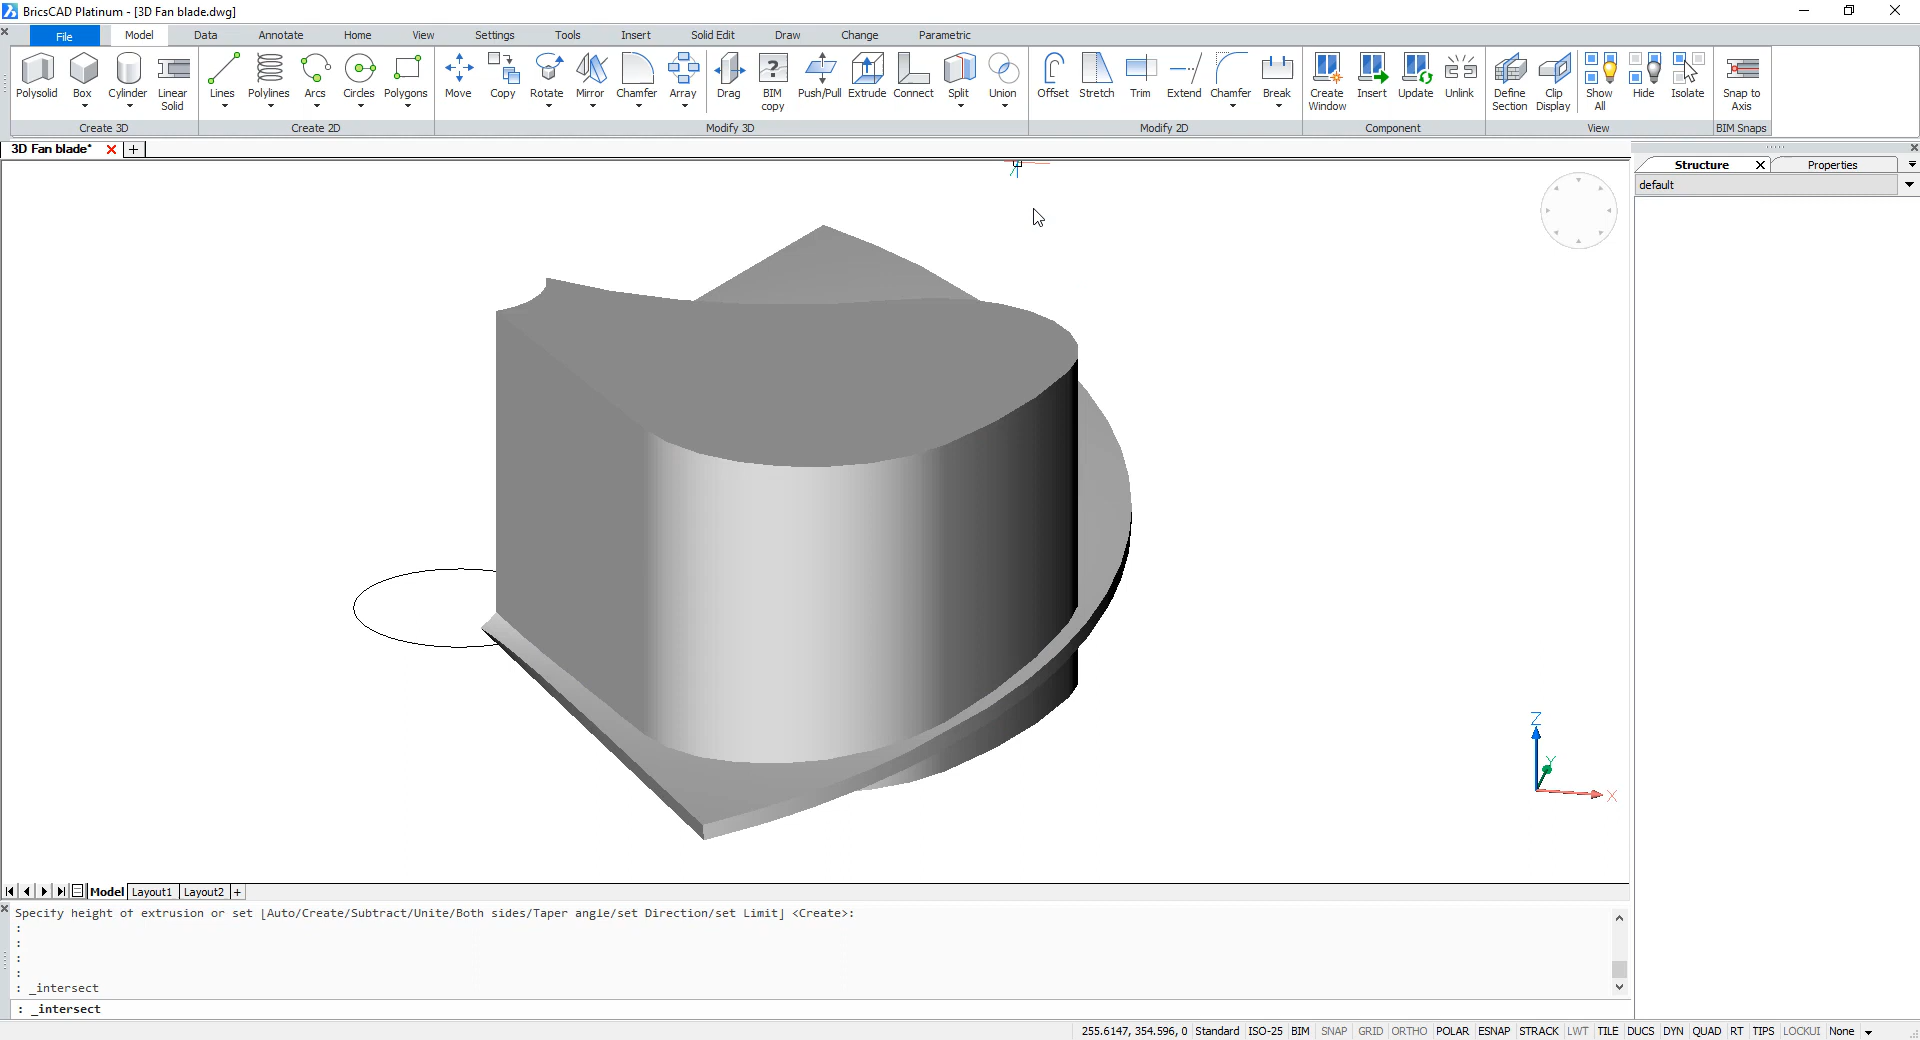 BricsCAD Platinum - [3D Fan blade.dwg]
File Model Data Annotate Home View Settings Tools Insert Solid Edit Draw Change Parametric
Polysolid Box Cylinder Linear Solid Lines Polylines Arcs Circles Polygons Move Copy Rotate Mirror Chamfer Array Drag BIM copy Push/Pull Extrude Connect Split Union Offset Stretch Trim Extend Chamfer Break Create Window Insert Update Unlink Define Section Clip Display Show All Hide Isolate Snap to Axis
Create 3D Create 2D Modify 3D Modify 2D Component View BIM Snaps
3D Fan blade*
Structure Properties
default
Z
Y
X
Model Layout1 Layout2 +
Specify height of extrusion or set [Auto/Create/Subtract/Unite/Both sides/Taper angle/set Direction/set Limit] <Create>:
:
:
:
:
: _intersect
: _intersect
255.6147, 354.596, 0 Standard ISO-25 BIM SNAP GRID ORTHO POLAR ESNAP STRACK LWT TILE DUCS DYN QUAD RT TIPS LOCKUI None